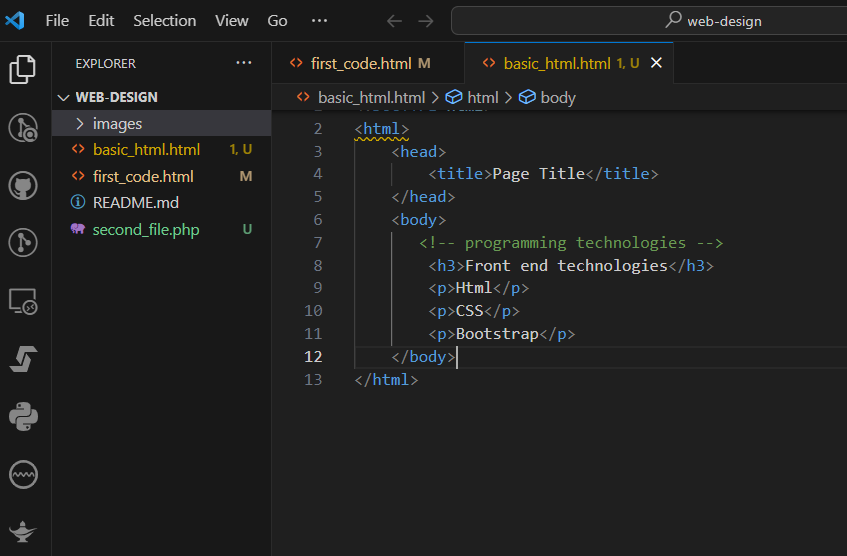 File Edit Selection View Go ···
web-design
EXPLORER ···
WEB-DESIGN
images
basic_html.html 1, U
first_code.html M
README.md
second_file.php U
first_code.html M
basic_html.html 1, U
basic_html.html > html > body
2 <html>
3 <head>
4 <title>Page Title</title>
5 </head>
6 <body>
7 <!-- programming technologies -->
8 <h3>Front end technologies</h3>
9 <p>Html</p>
10 <p>CSS</p>
11 <p>Bootstrap</p>
12 </body>
13 </html>